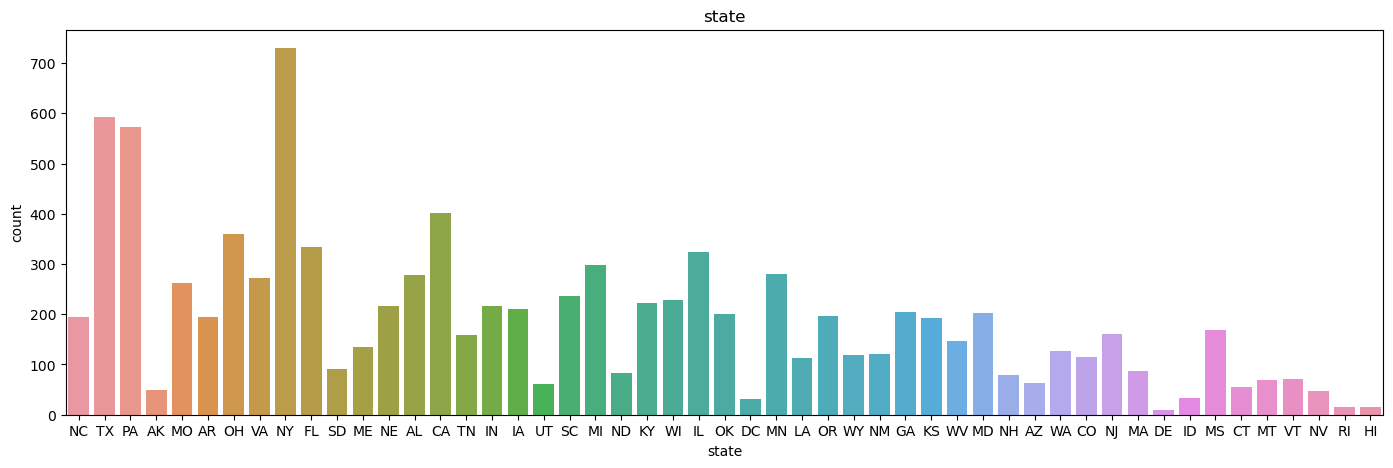 state
700
600
500
400
300
200
100
0
count
NC TX PA AK MO AR OH VA NY FL SD ME NE AL CA TN IN IA UT SC MI ND KY WI IL OK DC MN LA OR WY NM GA KS WV MD NH AZ WA CO NJ MA DE ID MS CT MT VT NV RI HI
state